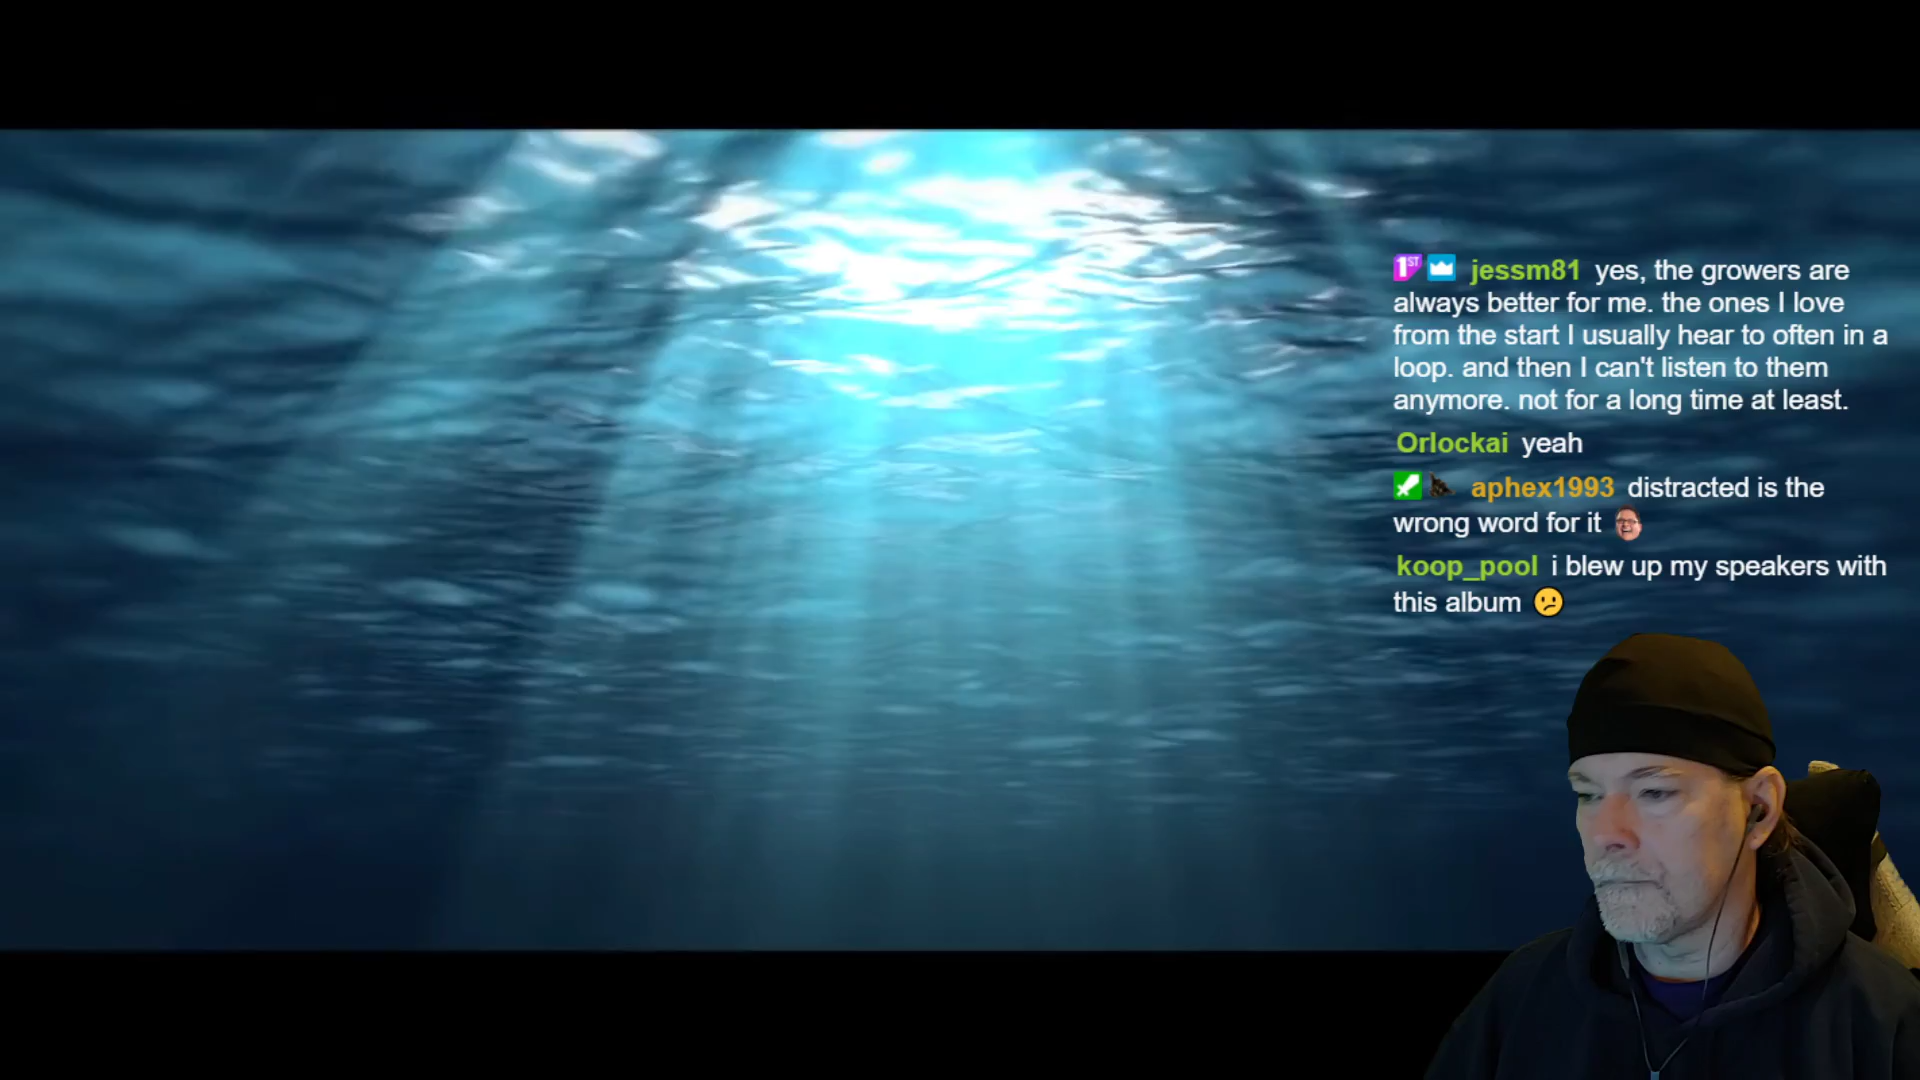 1ST jessm81 yes, the growers are
always better for me. the ones I love
from the start I usually hear to often in a
loop. and then I can't listen to them
anymore. not for a long time at least.
Orlockai yeah
aphex1993 distracted is the
wrong word for it
koop_pool i blew up my speakers with
this album